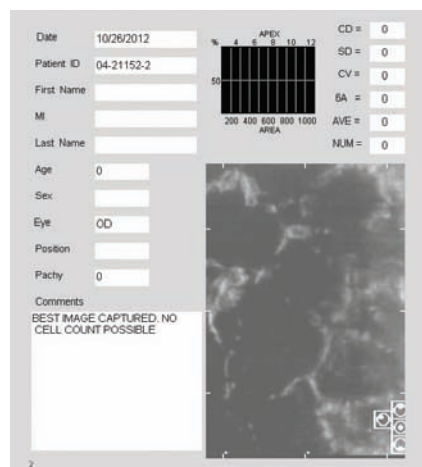 Date 10/26/2012
Patient ID 04-21152-2
First Name
MI
Last Name
Age 0
Sex
Eye OD
Position
Pachy 0
Comments
BEST IMAGE CAPTURED. NO
CELL COUNT POSSIBLE
2
APEX
% 4 6 8 10 12
50
200 400 600 800 1000
AREA
CD = 0
SD = 0
CV = 0
6A = 0
AVE = 0
NUM = 0